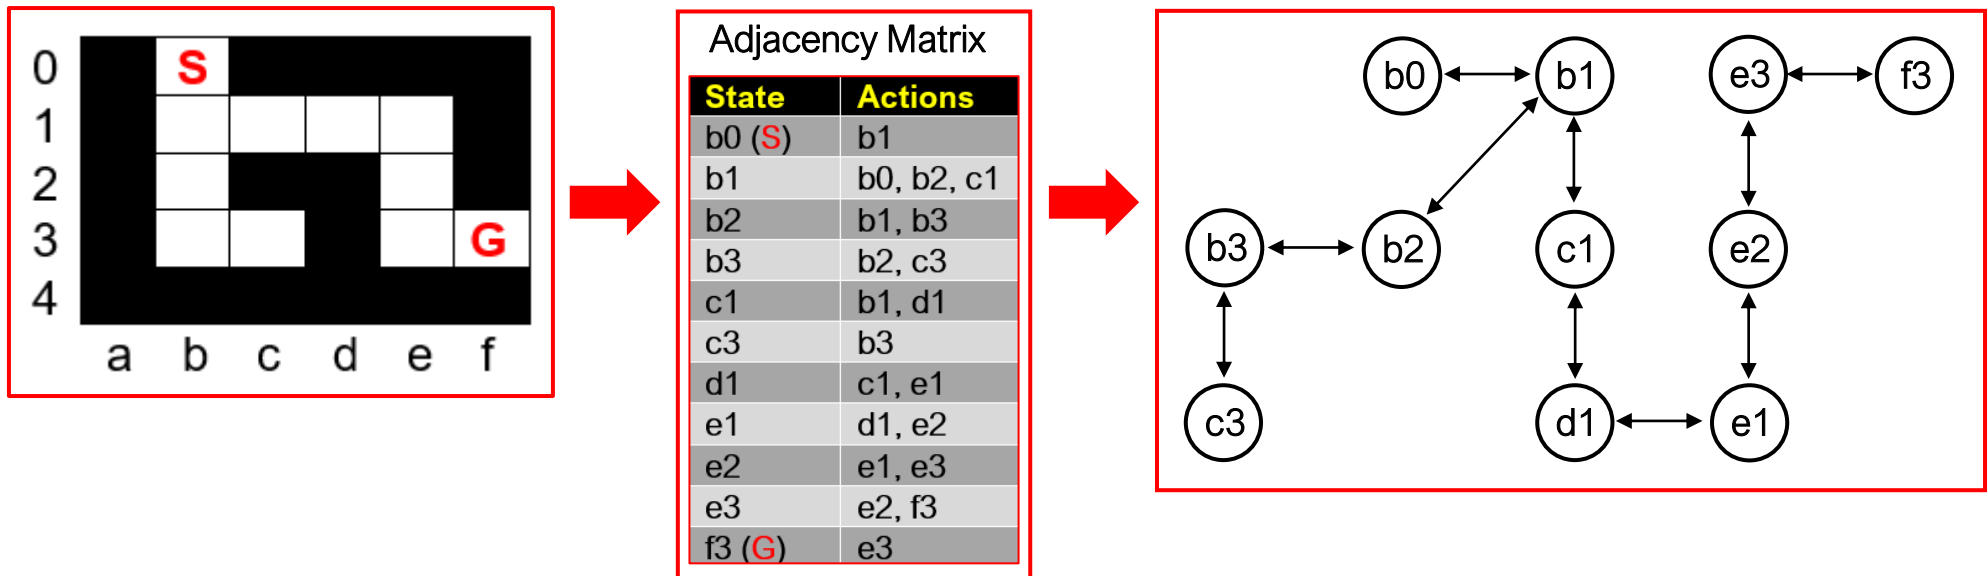 0 S
1
2
3 G
4
a b c d e f
Adjacency Matrix
State Actions
b0 (S) b1
b1 b0, b2, c1
b2 b1, b3
b3 b2, c3
c1 b1, d1
c3 b3
d1 c1, e1
e1 d1, e2
e2 e1, e3
e3 e2, f3
f3 (G) e3
b0 b1 e3 f3
b3 b2 c1 e2
c3 d1 e1